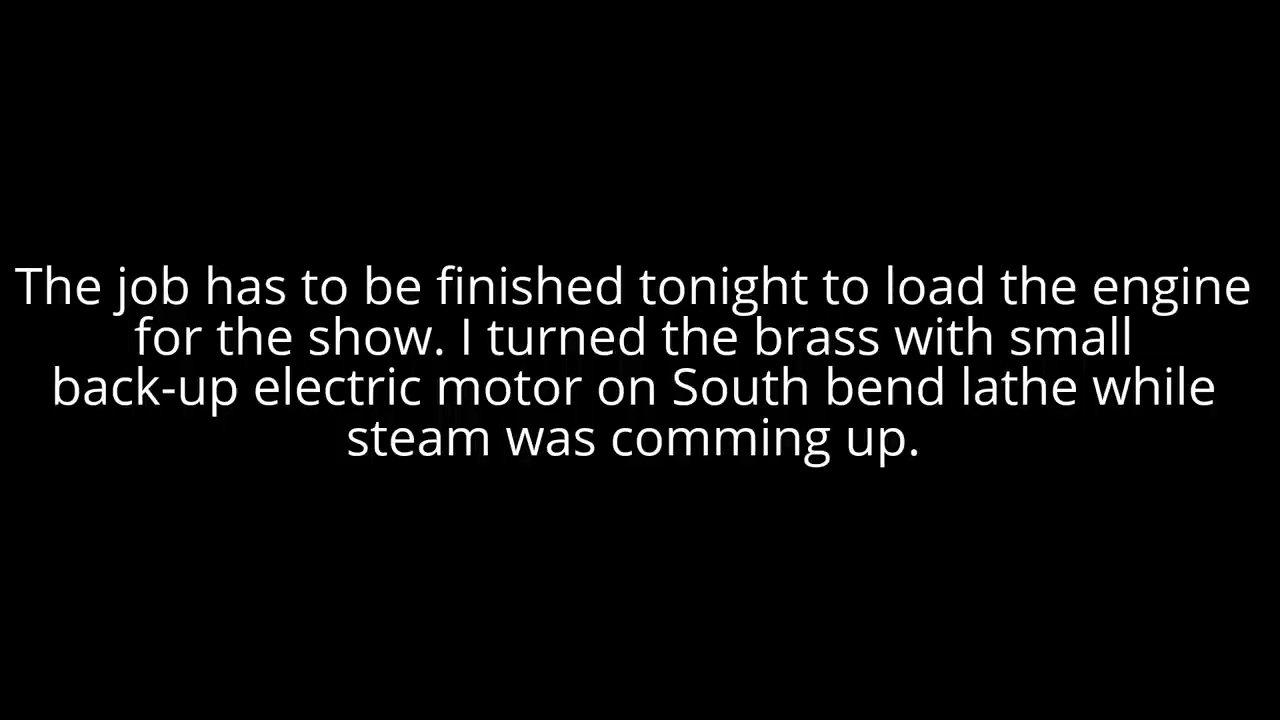 The job has to be finished tonight to load the engine
for the show. I turned the brass with small
back-up electric motor on South bend lathe while
steam was comming up.